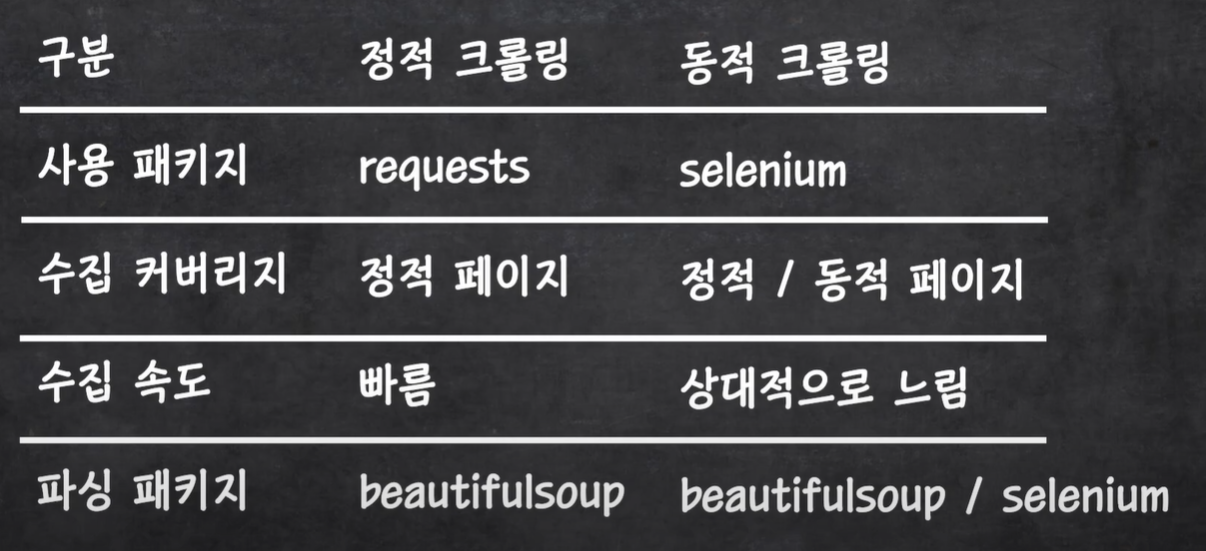 구분 정적 크롤링 동적 크롤링
사용 패키지 requests selenium
수집 커버리지 정적 페이지 정적 / 동적 페이지
수집 속도 빠름 상대적으로 느림
파싱 패키지 beautifulsoup beautifulsoup / selenium